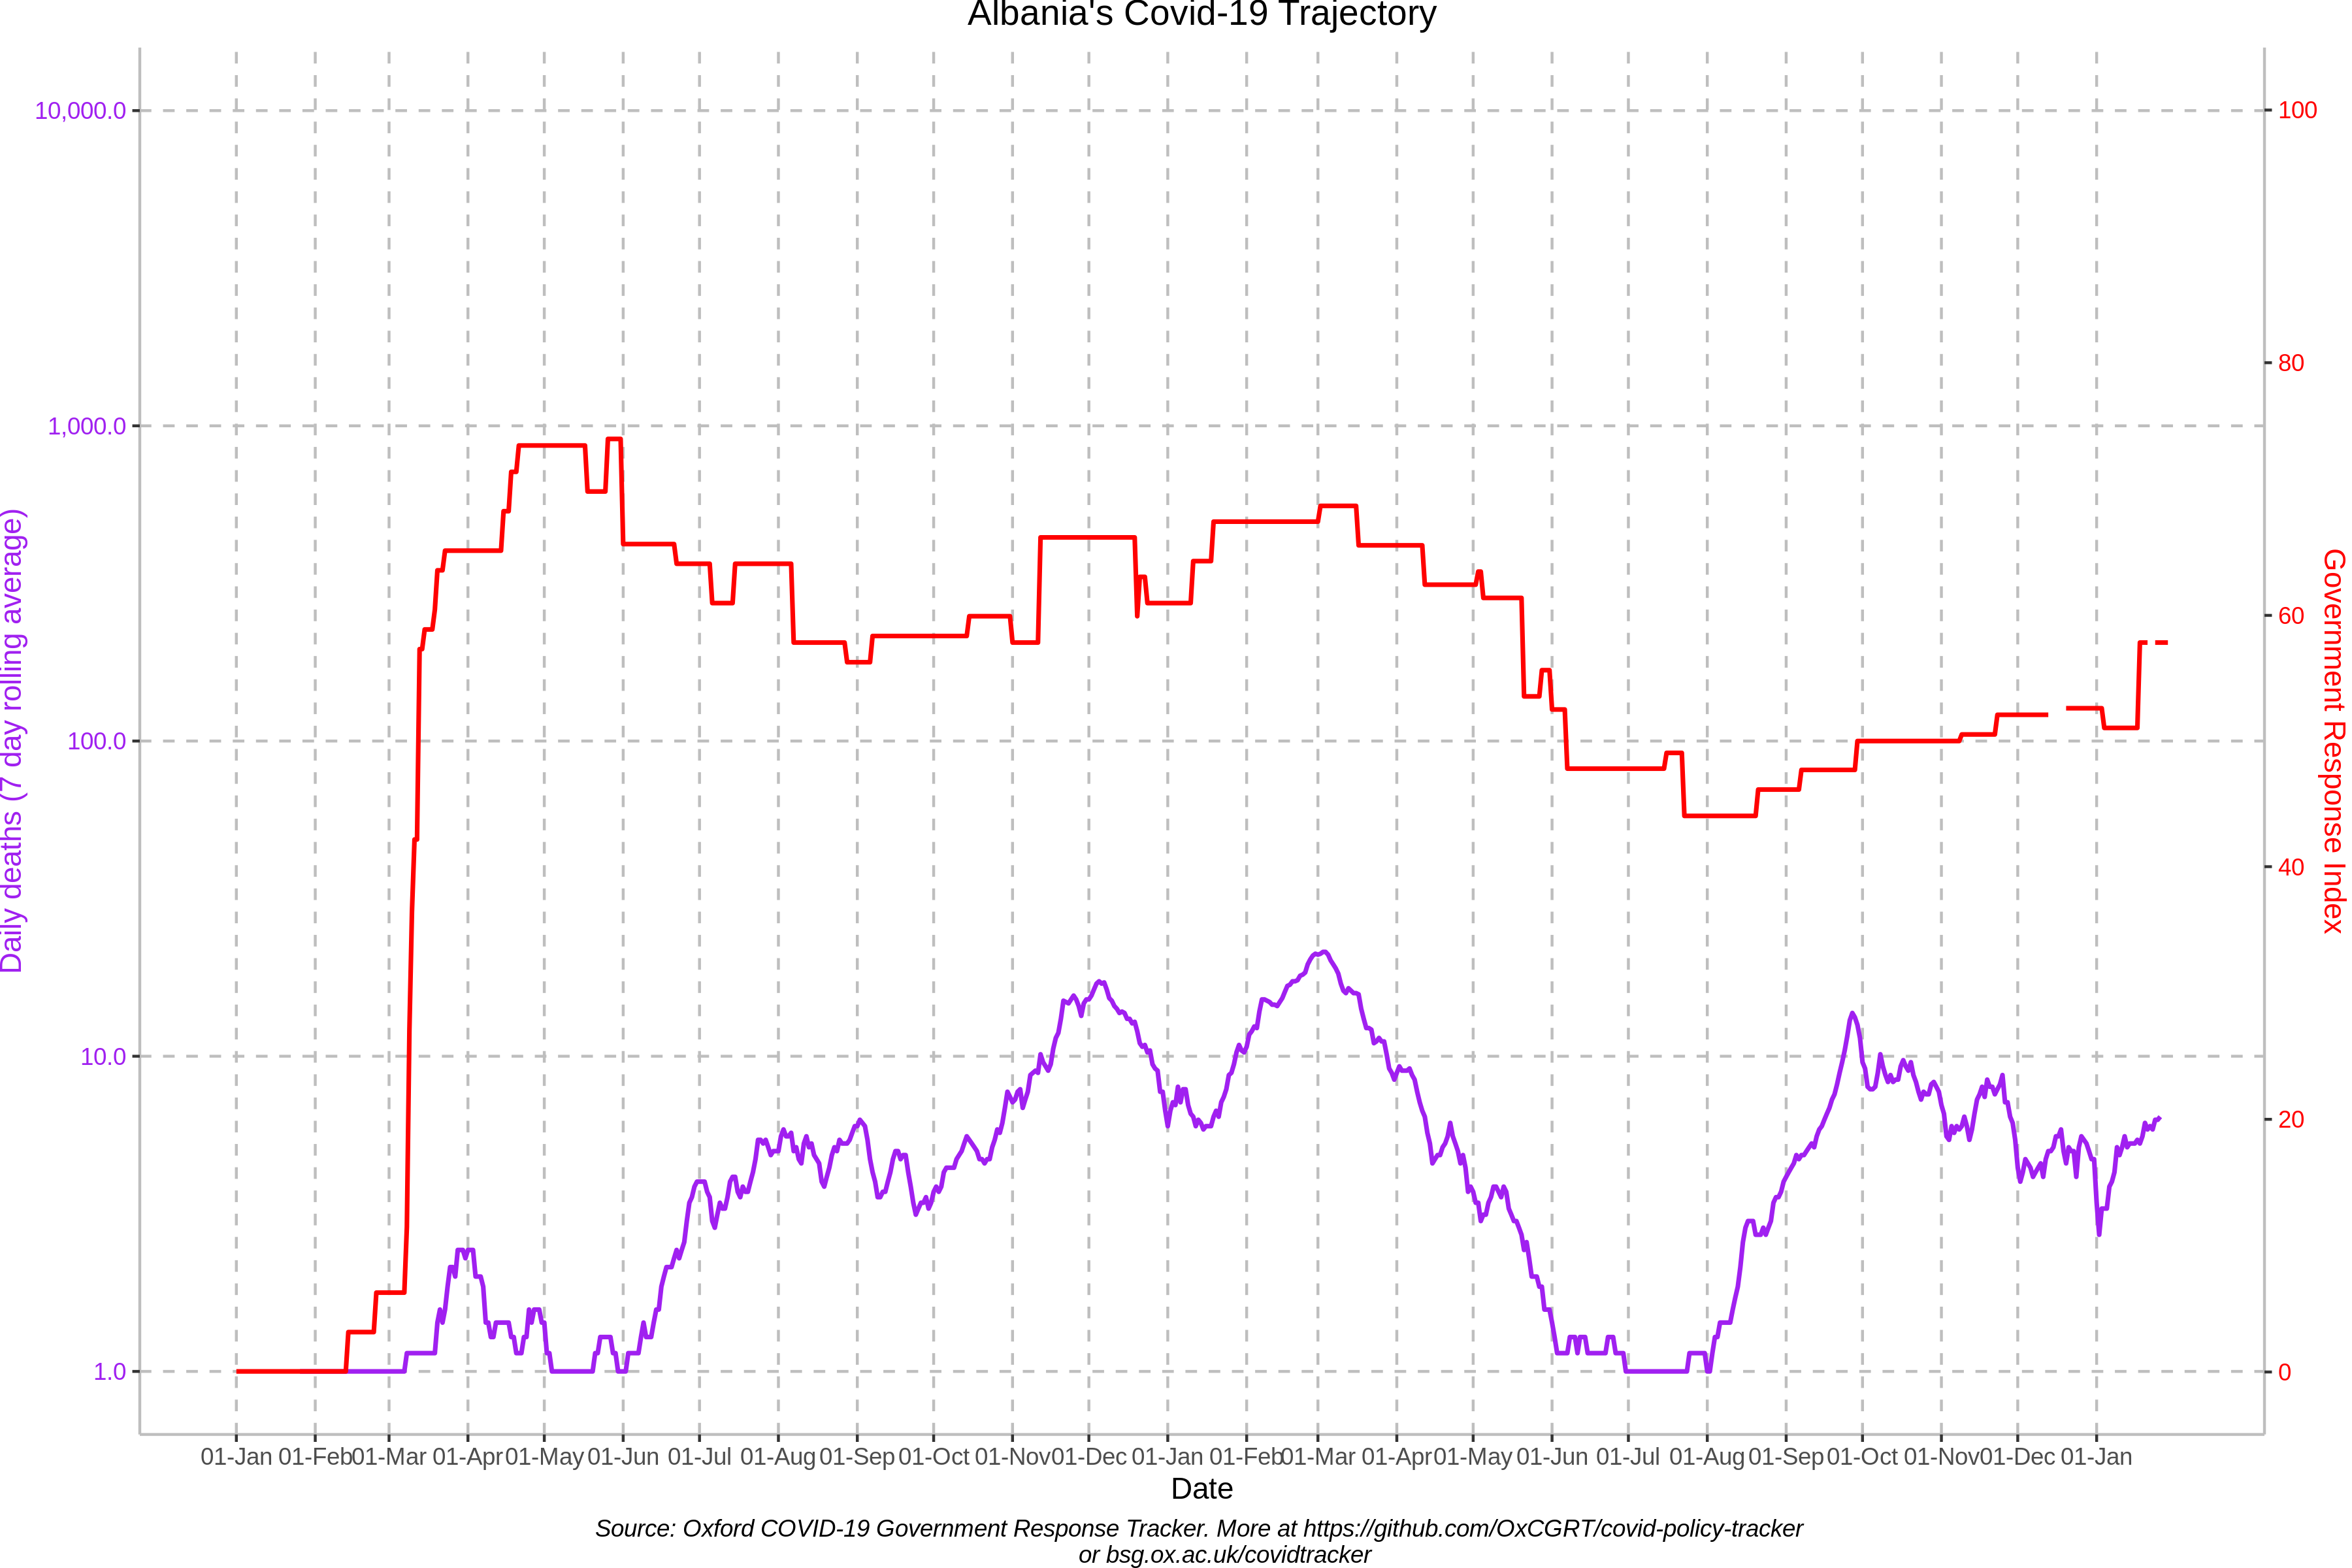 Albania's Covid-19 Trajectory
10,000.0
1,000.0
100.0
10.0
1.0
Daily deaths (7 day rolling average)
100
80
60
40
20
0
Government Response Index
01-Jan 01-Feb 01-Mar 01-Apr 01-May 01-Jun 01-Jul 01-Aug 01-Sep 01-Oct 01-Nov 01-Dec 01-Jan 01-Feb 01-Mar 01-Apr 01-May 01-Jun 01-Jul 01-Aug 01-Sep 01-Oct 01-Nov 01-Dec 01-Jan
Date
Source: Oxford COVID-19 Government Response Tracker. More at https://github.com/OxCGRT/covid-policy-tracker
or bsg.ox.ac.uk/covidtracker